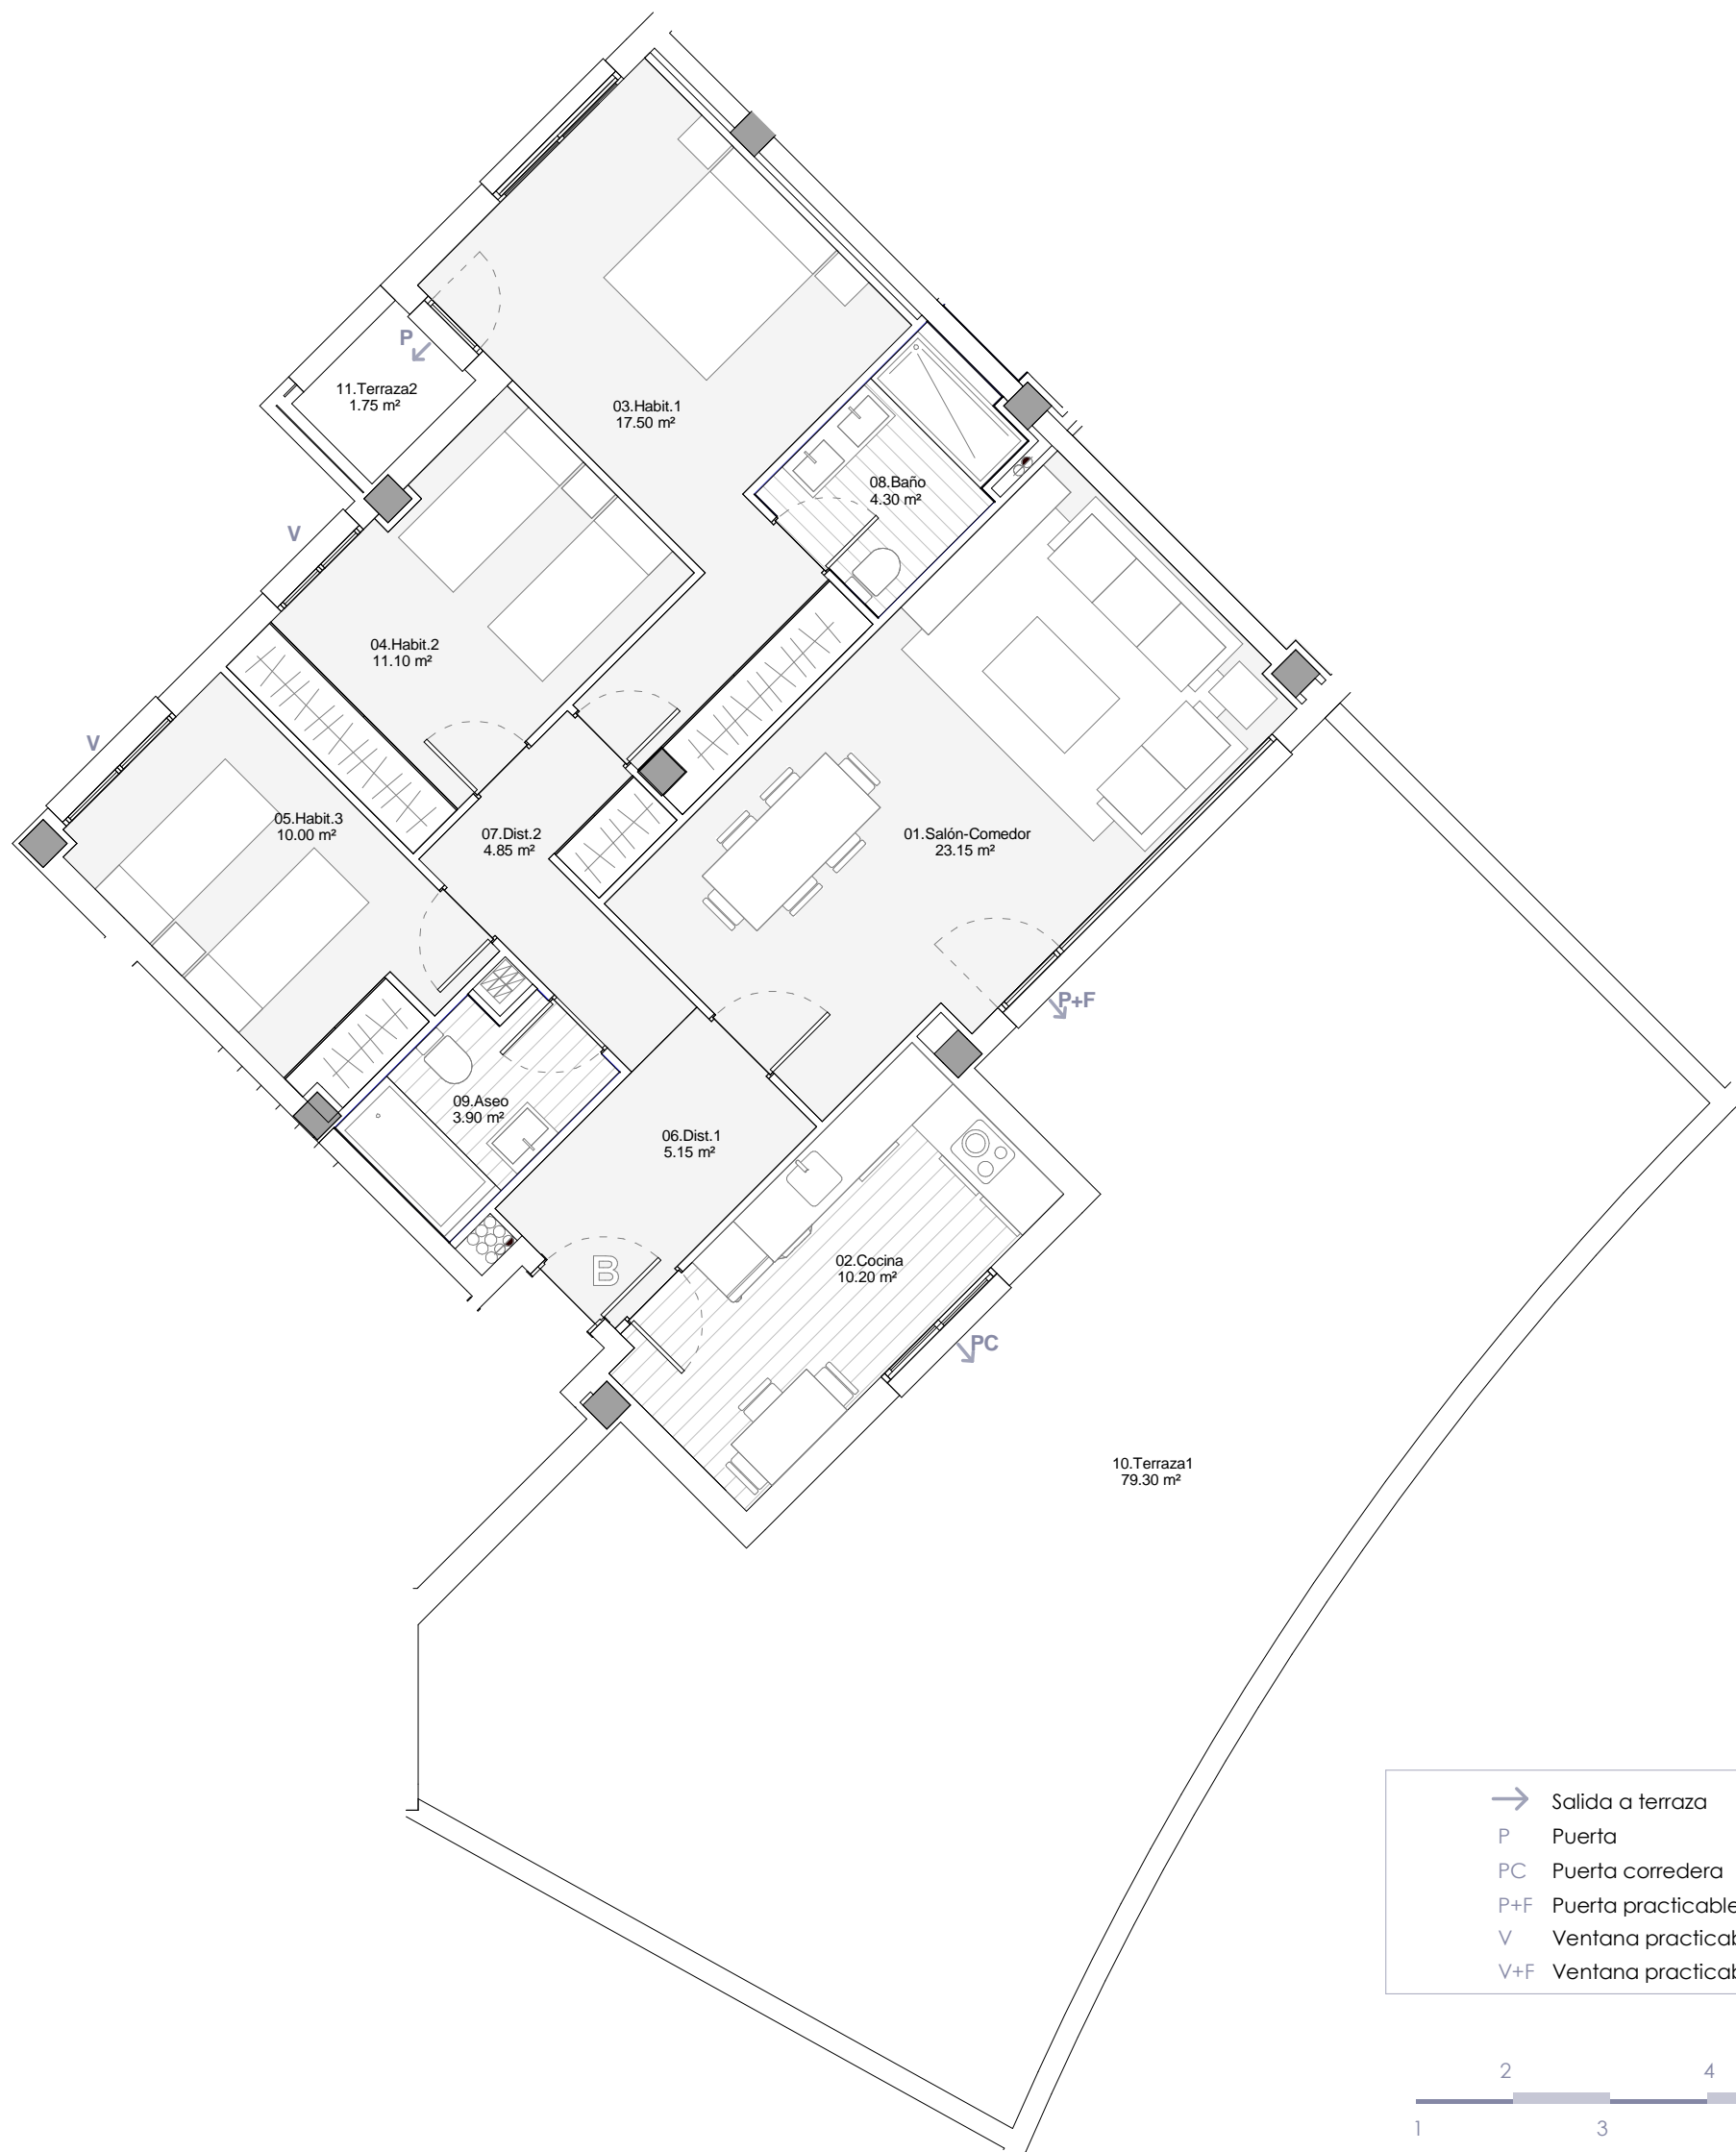 P
11.Terraza2
1.75 m²
03.Habit.1
17.50 m²
08.Baño
4.30 m²
V
04.Habit.2
11.10 m²
V
05.Habit.3
10.00 m²
07.Dist.2
4.85 m²
01.Salón-Comedor
23.15 m²
P+F
09.Aseo
3.90 m²
06.Dist.1
5.15 m²
B
02.Cocina
10.20 m²
PC
10.Terraza1
79.30 m²
Salida a terraza
P Puerta
PC Puerta corredera
P+F Puerta practicable
V Ventana practicab
V+F Ventana practicab
2 4
1 3